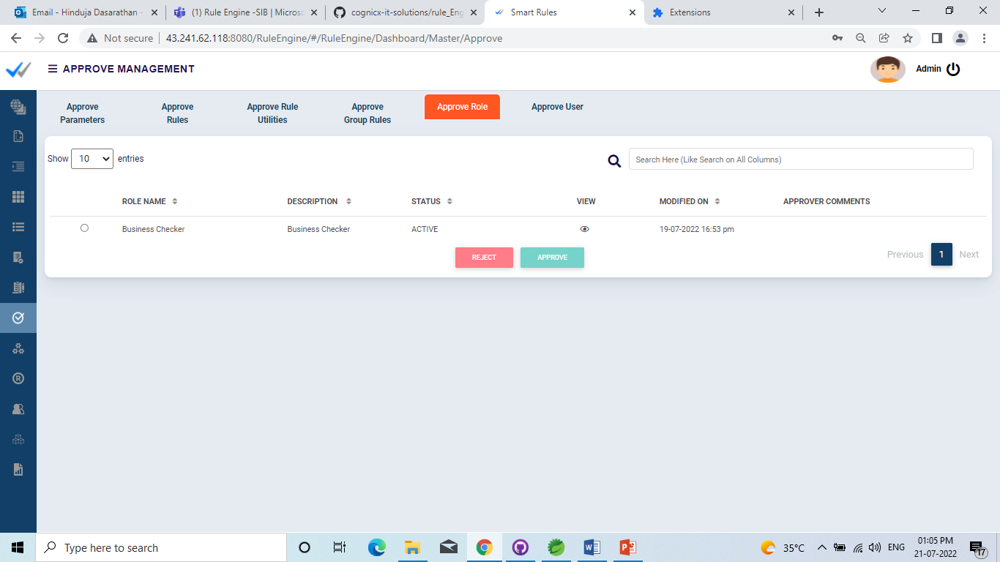 Email - Hinduja Dasarathan -
(1) Rule Engine -SIB | Microsc
cognicx-it-solutions/rule_Eng
Smart Rules
Extensions
Not secure
43.241.62.118:8080/RuleEngine/#/RuleEngine/Dashboard/Master/Approve
APPROVE MANAGEMENT
Admin
Approve Parameters
Approve Rules
Approve Rule Utilities
Approve Group Rules
Approve Role
Approve User
Show 10 entries
Search Here (Like Search on All Columns)
ROLE NAME DESCRIPTION STATUS VIEW MODIFIED ON APPROVER COMMENTS
Business Checker Business Checker ACTIVE 19-07-2022 16:53 pm
REJECT APPROVE
Previous 1 Next
Type here to search
35°C
ENG
01:05 PM
21-07-2022
17